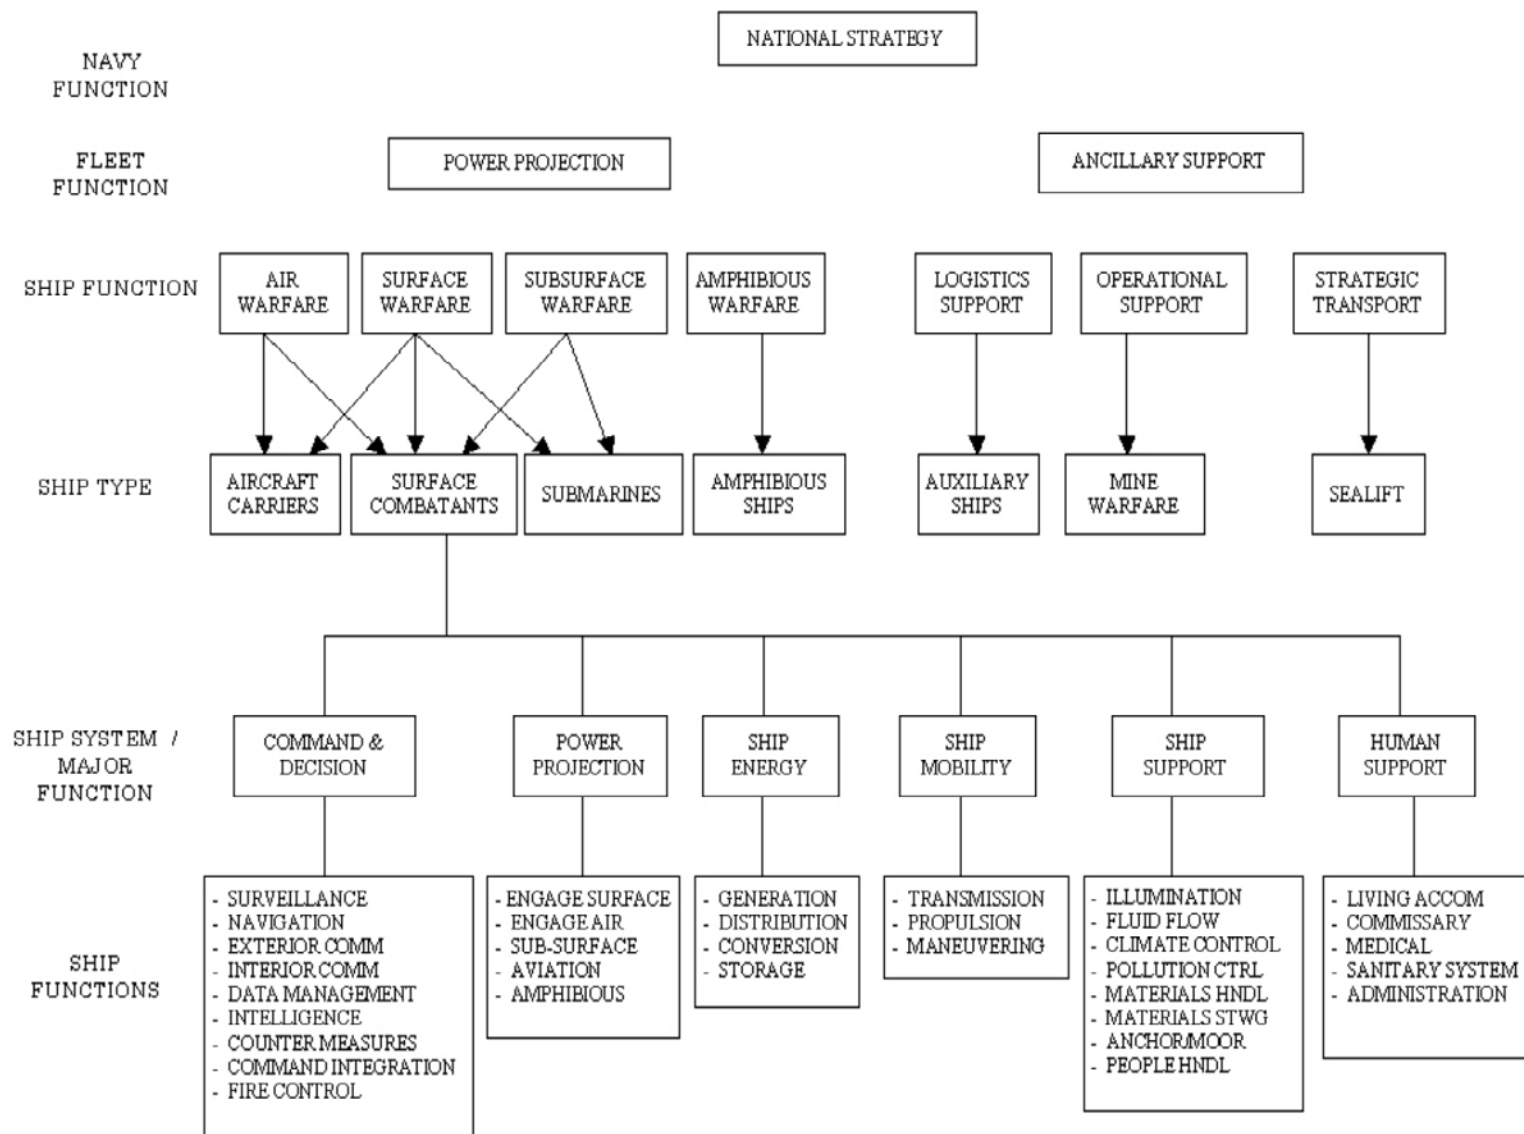 NATIONAL STRATEGY
NAVY
FUNCTION
FLEET
FUNCTION
POWER PROJECTION
ANCILLARY SUPPORT
SHIP FUNCTION
AIR
WARFARE
SURFACE
WARFARE
SUBSURFACE
WARFARE
AMPHIBIOUS
WARFARE
LOGISTICS
SUPPORT
OPERATIONAL
SUPPORT
STRATEGIC
TRANSPORT
SHIP TYPE
AIRCRAFT
CARRIERS
SURFACE
COMBATANTS
SUBMARINES
AMPHIBIOUS
SHIPS
AUXILIARY
SHIPS
MINE
WARFARE
SEALIFT
SHIP SYSTEM /
MAJOR
FUNCTION
COMMAND &
DECISION
POWER
PROJECTION
SHIP
ENERGY
SHIP
MOBILITY
SHIP
SUPPORT
HUMAN
SUPPORT
SHIP
FUNCTIONS
- SURVEILLANCE
- NAVIGATION
- EXTERIOR COMM
- INTERIOR COMM
- DATA MANAGEMENT
- INTELLIGENCE
- COUNTER MEASURES
- COMMAND INTEGRATION
- FIRE CONTROL
- ENGAGE SURFACE
- ENGAGE AIR
- SUB-SURFACE
- AVIATION
- AMPHIBIOUS
- GENERATION
- DISTRIBUTION
- CONVERSION
- STORAGE
- TRANSMISSION
- PROPULSION
- MANEUVERING
- ILLUMINATION
- FLUID FLOW
- CLIMATE CONTROL
- POLLUTION CTRL
- MATERIALS HNDL
- MATERIALS STWG
- ANCHOR/MOOR
- PEOPLE HNDL
- LIVING ACCOM
- COMMISSARY
- MEDICAL
- SANITARY SYSTEM
- ADMINISTRATION